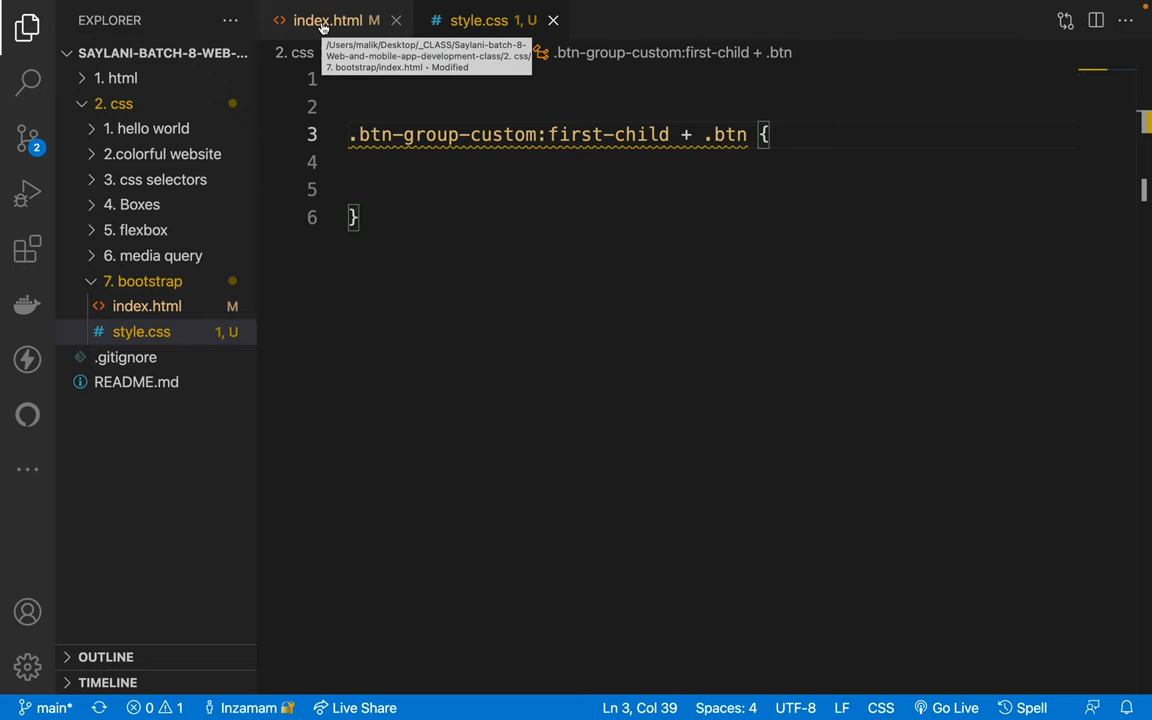 EXPLORER
index.html M
style.css 1, U
SAYLANI-BATCH-8-WEB-...
2. css
.btn-group-custom:first-child + .btn
/Users/malik/Desktop/_CLASS/Saylani-batch-8-
Web-and-mobile-app-development-class/2. css/
7. bootstrap/index.html • Modified
1. html
2. css
1. hello world
2.colorful website
3. css selectors
4. Boxes
5. flexbox
6. media query
7. bootstrap
index.html M
style.css 1, U
.gitignore
README.md
2
1
2
3 .btn-group-custom:first-child + .btn {
4
5
6 }
OUTLINE
TIMELINE
main* 0 1 Inzamam Live Share Ln 3, Col 39 Spaces: 4 UTF-8 LF CSS Go Live Spell